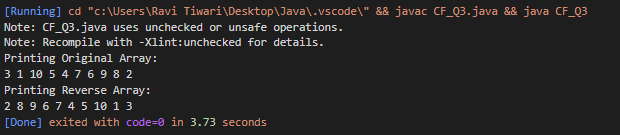 [Running] cd "c:\Users\Ravi Tiwari\Desktop\Java\.vscode\" && javac CF_Q3.java && java CF_Q3
Note: CF_Q3.java uses unchecked or unsafe operations.
Note: Recompile with -Xlint:unchecked for details.
Printing Original Array:
3 1 10 5 4 7 6 9 8 2
Printing Reverse Array:
2 8 9 6 7 4 5 10 1 3
[Done] exited with code=0 in 3.73 seconds